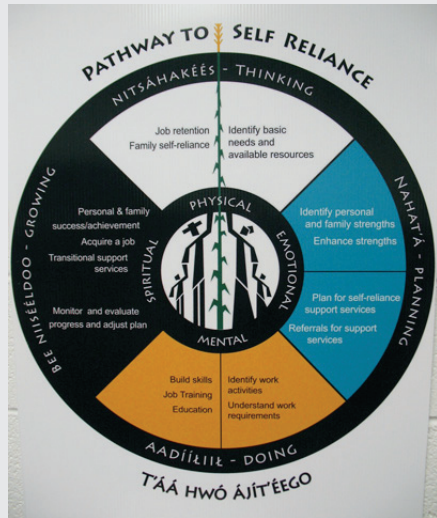 PATHWAY TO SELF RELIANCE
NITSÁHAKÉÉS - THINKING
Job retention
Family self-reliance
Identify basic
needs and
available resources
NAHAT'Á - PLANNING
Identify personal
and family strengths
Enhance strengths
Plan for self-reliance
support services
Referrals for support
services
AADÍÍŁIIŁ - DOING
Identify work
activities
Understand work
requirements
Build skills
Job Training
Education
BEE NIISÉÉLDOO - GROWING
Personal & family
success/achievement
Acquire a job
Transitional support
services
Monitor and evaluate
progress and adjust plan
PHYSICAL
EMOTIONAL
MENTAL
SPIRITUAL
T'ÁÁ HWÓ ÁJÍT'ÉEGO